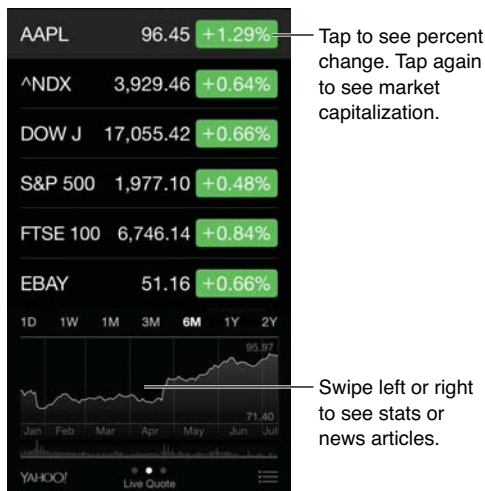 AAPL 96.45 +1.29%
^NDX 3,929.46 +0.64%
DOW J 17,055.42 +0.66%
S&P 500 1,977.10 +0.48%
FTSE 100 6,746.14 +0.84%
EBAY 51.16 +0.66%
1D 1W 1M 3M 6M 1Y 2Y
95.97
71.40
Jan Feb Mar Apr May Jun Jul
YAHOO!
Live Quote
Tap to see percent
change. Tap again
to see market
capitalization.
Swipe left or right
to see stats or
news articles.